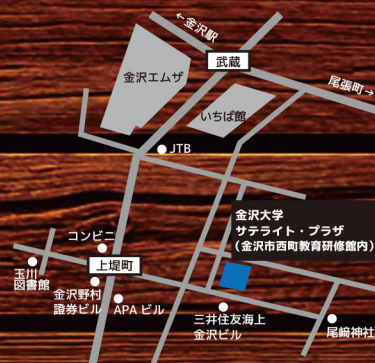 ←金沢駅
武蔵
金沢エムザ
尾張町→
いちば館
JTB
金沢大学
サテライト・プラザ
(金沢市西町教育研修館内)
コンビニ
上堤町
玉川
図書館
金沢野村
證券ビル
APA ビル
三井住友海上
金沢ビル
尾﨑神社